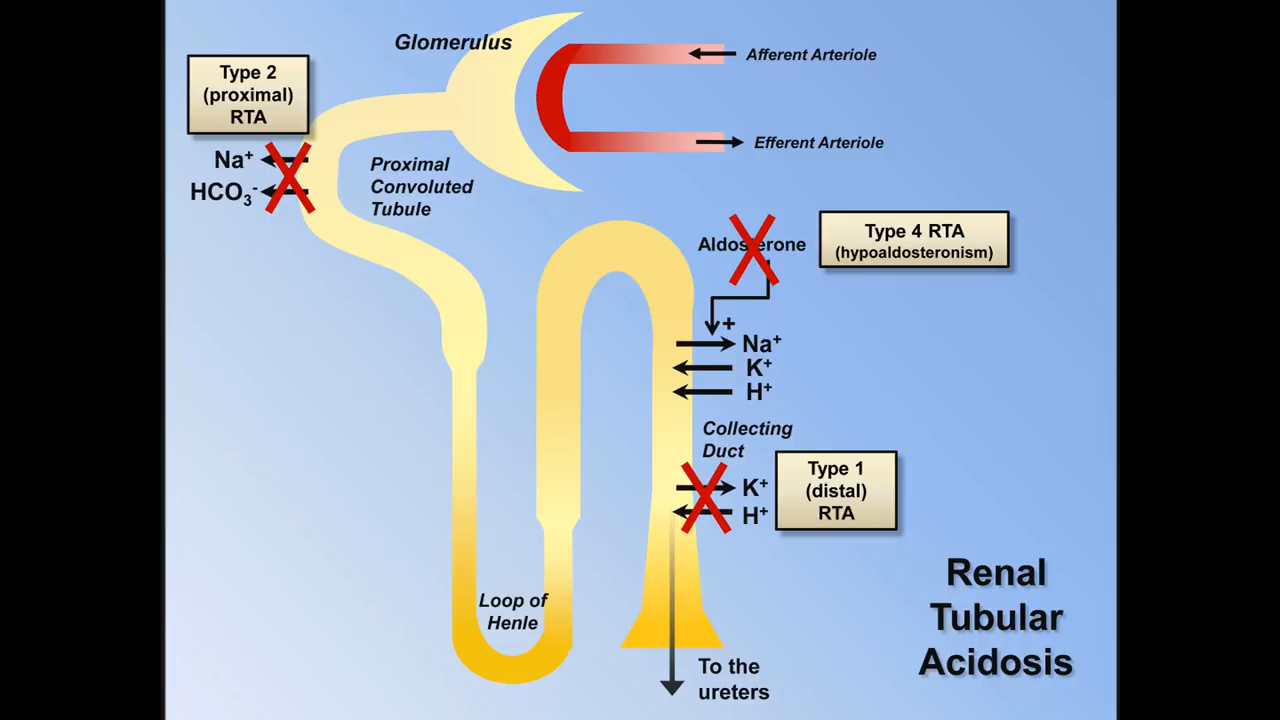 Glomerulus
Afferent Arteriole
Efferent Arteriole
Type 2
(proximal)
RTA
Na⁺
HCO₃⁻
Proximal
Convoluted
Tubule
Aldosterone
Type 4 RTA
(hypoaldosteronism)
+
Na⁺
K⁺
H⁺
Collecting
Duct
K⁺
H⁺
Type 1
(distal)
RTA
Loop of
Henle
To the
ureters
Renal
Tubular
Acidosis